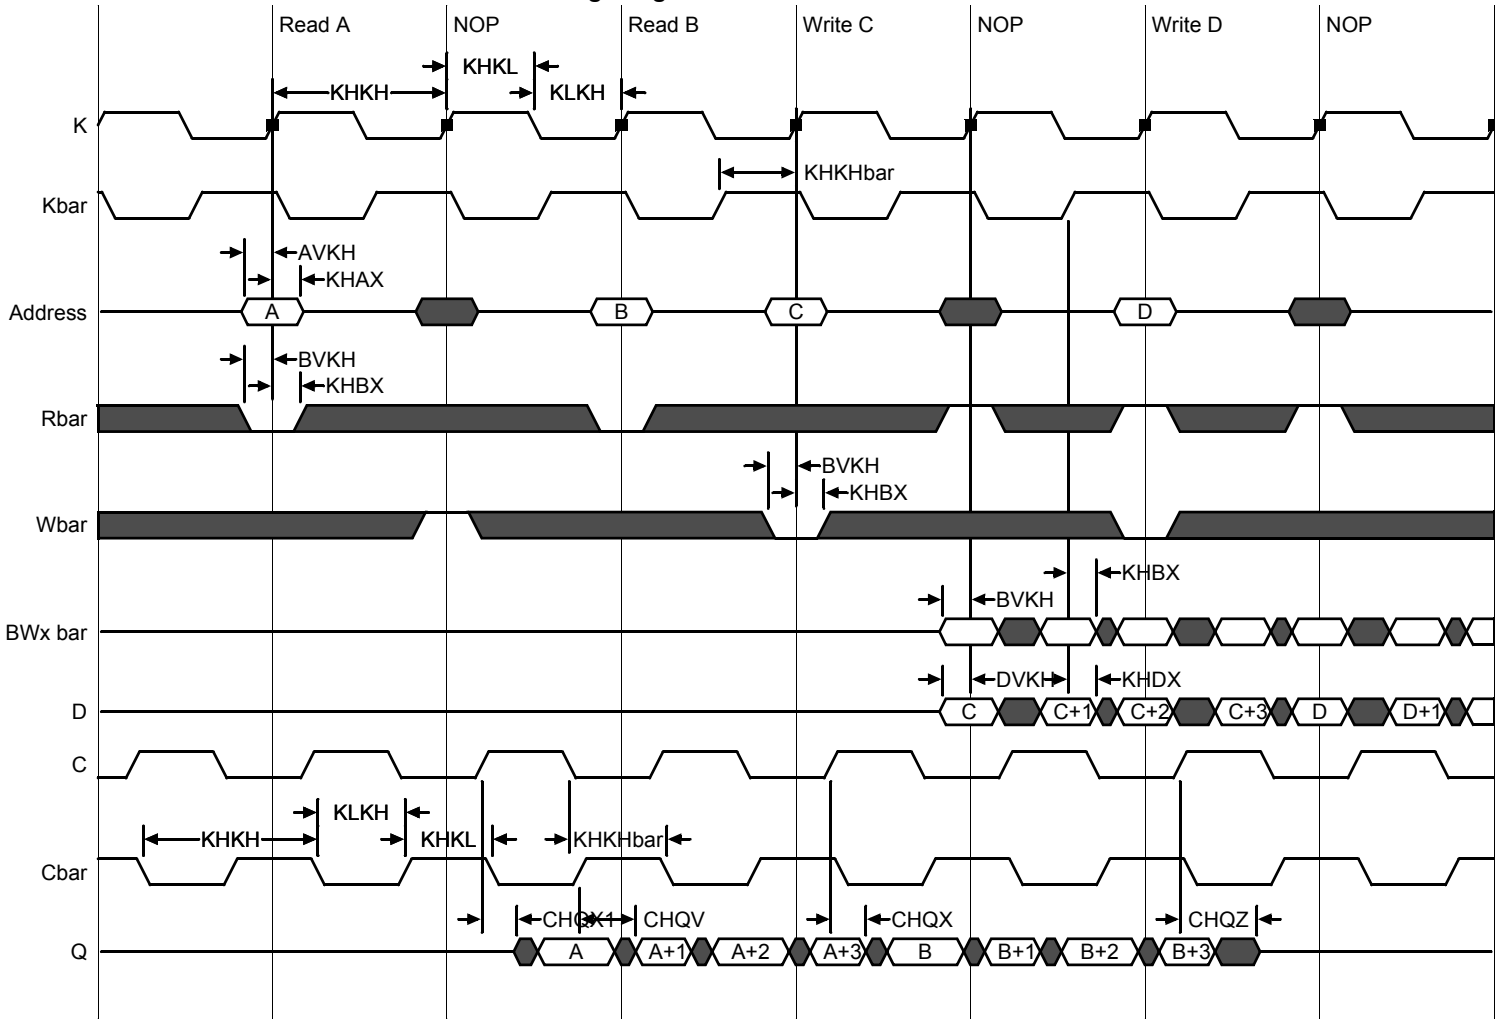 Read A NOP Read B Write C NOP Write D NOP
KHKL
KHKH KLKH
K
KHKHbar
Kbar
AVKH
KHAX
Address A B C D
BVKH
KHBX
Rbar
BVKH
KHBX
Wbar
KHBX
BVKH
BWx bar
DVKH KHDX
D C C+1 C+2 C+3 D D+1
C
KLKH
KHKH KHKL KHKHbar
Cbar
CHQX1 CHQV CHQX CHQZ
Q A A+1 A+2 A+3 B B+1 B+2 B+3